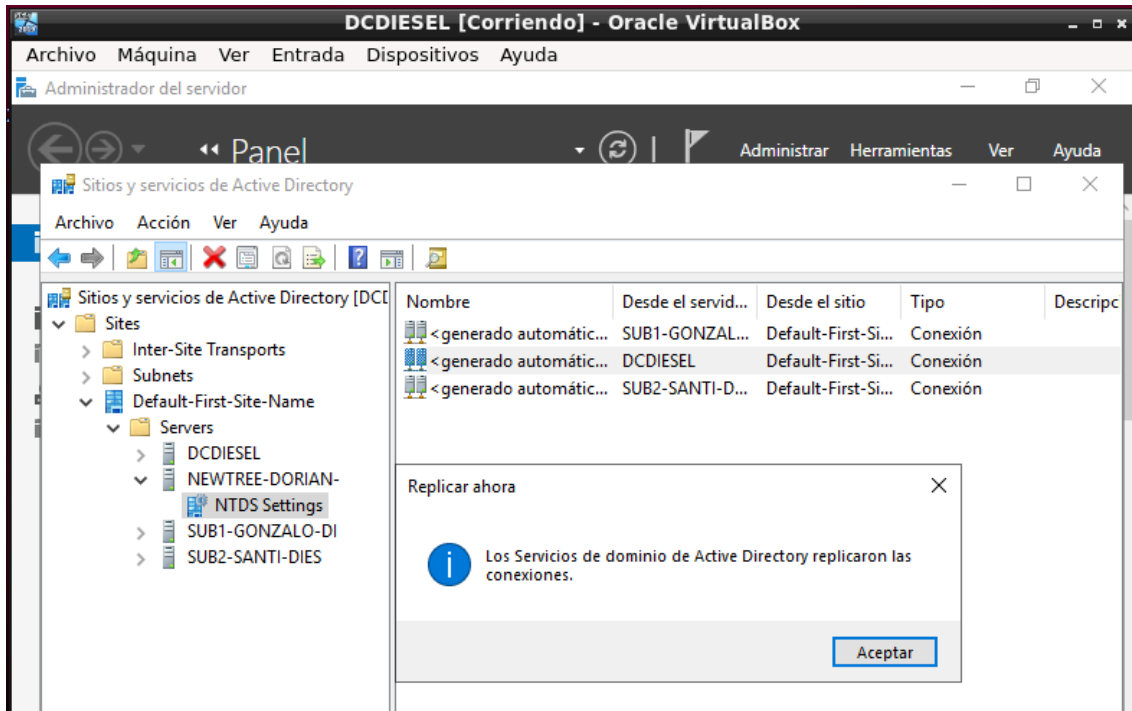 DCDIESEL [Corriendo] - Oracle VirtualBox
Archivo Máquina Ver Entrada Dispositivos Ayuda
Administrador del servidor
Panel
Administrar Herramientas Ver Ayuda
Sitios y servicios de Active Directory
Archivo Acción Ver Ayuda
Sitios y servicios de Active Directory [DCI
Sites
Inter-Site Transports
Subnets
Default-First-Site-Name
Servers
DCDIESEL
NEWTREE-DORIAN-
NTDS Settings
SUB1-GONZALO-DI
SUB2-SANTI-DIES
Nombre Desde el servid... Desde el sitio Tipo Descripc
<generado automátic... SUB1-GONZAL... Default-First-Si... Conexión
<generado automátic... DCDIESEL Default-First-Si... Conexión
<generado automátic... SUB2-SANTI-D... Default-First-Si... Conexión
Replicar ahora
Los Servicios de dominio de Active Directory replicaron las
conexiones.
Aceptar